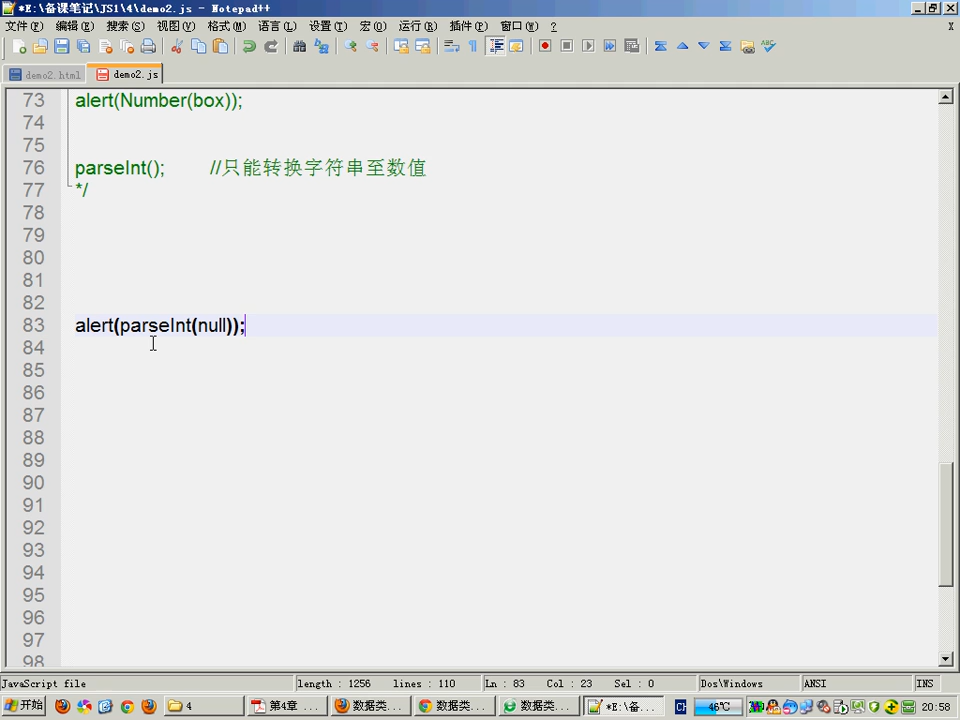 *E:\备课笔记\JS1\4\demo2.js - Notepad++
文件(F) 编辑(E) 搜索(S) 视图(V) 格式(M) 语言(L) 设置(T) 宏(O) 运行(R) 插件(P) 窗口(W) ? X
demo2.html demo2.js
73 alert(Number(box));
74
75
76 parseInt(); //只能转换字符串至数值
77 */
78
79
80
81
82
83 alert(parseInt(null));
84
85
86
87
88
89
90
91
92
93
94
95
96
97
98
JavaScript file length : 1256 lines : 110 Ln : 83 Col : 23 Sel : 0 Dos\Windows ANSI INS
开始 4 第4章 ... 数据类... 数据类... 数据类... *E:\备... CH 46℃ 20:58